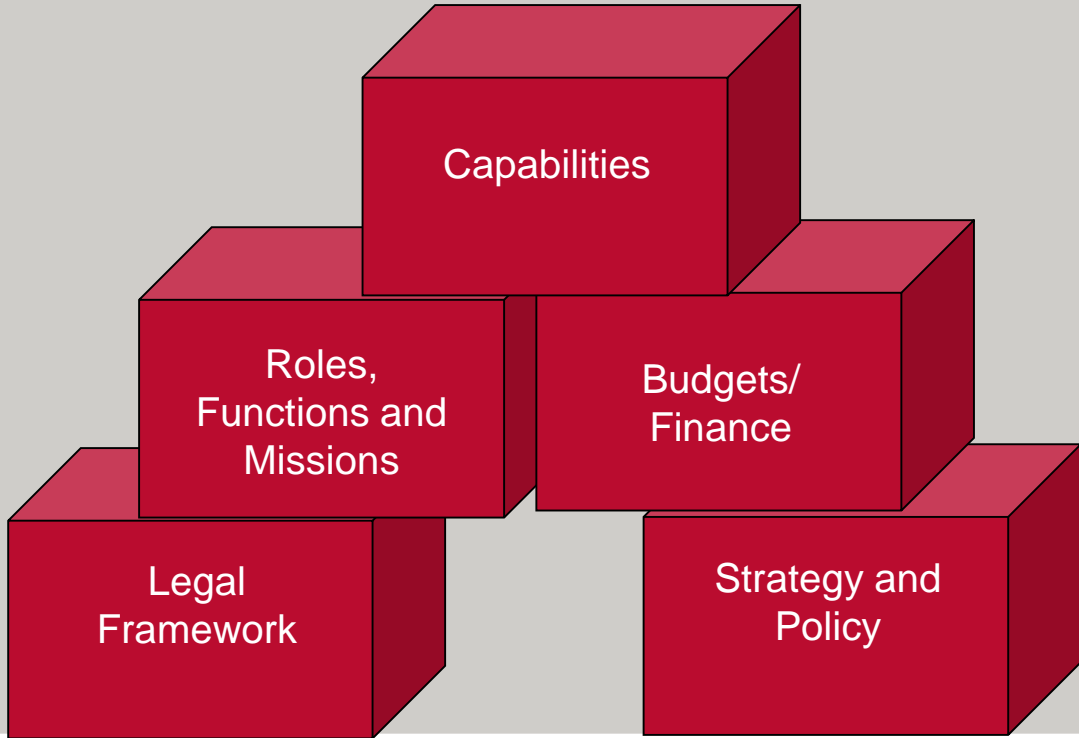 Capabilities
Roles,
Functions and
Missions
Budgets/
Finance
Legal
Framework
Strategy and
Policy